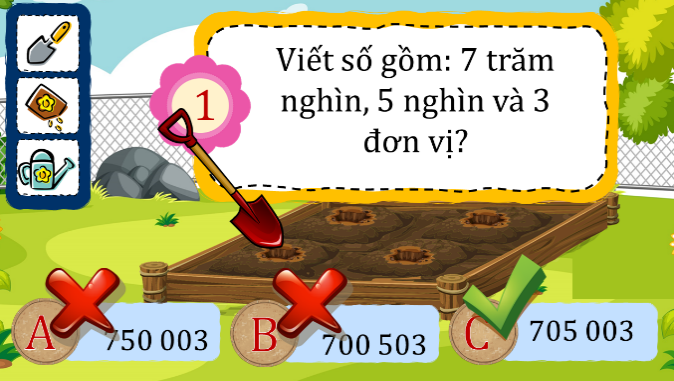 1
Viết số gồm: 7 trăm
nghìn, 5 nghìn và 3
đơn vị?
A 750 003
B 700 503
C 705 003